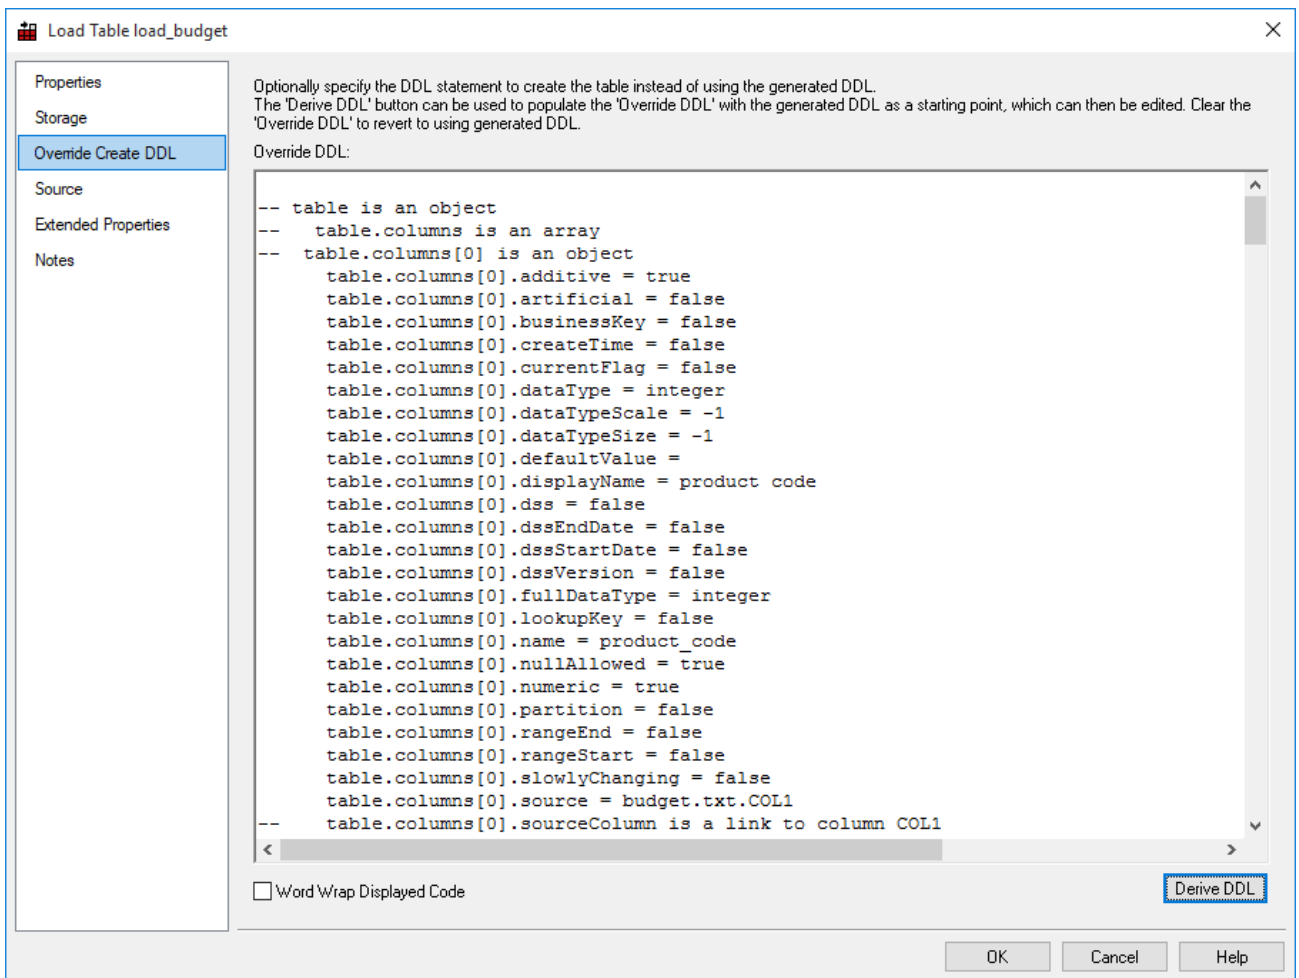 Load Table load_budget
Properties
Storage
Override Create DDL
Source
Extended Properties
Notes
Optionally specify the DDL statement to create the table instead of using the generated DDL.
The 'Derive DDL' button can be used to populate the 'Override DDL' with the generated DDL as a starting point, which can then be edited. Clear the
'Override DDL' to revert to using generated DDL.
Override DDL:
-- table is an object
--   table.columns is an array
--  table.columns[0] is an object
table.columns[0].additive = true
table.columns[0].artificial = false
table.columns[0].businessKey = false
table.columns[0].createTime = false
table.columns[0].currentFlag = false
table.columns[0].dataType = integer
table.columns[0].dataTypeScale = -1
table.columns[0].dataTypeSize = -1
table.columns[0].defaultValue =
table.columns[0].displayName = product code
table.columns[0].dss = false
table.columns[0].dssEndDate = false
table.columns[0].dssStartDate = false
table.columns[0].dssVersion = false
table.columns[0].fullDataType = integer
table.columns[0].lookupKey = false
table.columns[0].name = product_code
table.columns[0].nullAllowed = true
table.columns[0].numeric = true
table.columns[0].partition = false
table.columns[0].rangeEnd = false
table.columns[0].rangeStart = false
table.columns[0].slowlyChanging = false
table.columns[0].source = budget.txt.COL1
--    table.columns[0].sourceColumn is a link to column COL1
Word Wrap Displayed Code
Derive DDL
OK
Cancel
Help